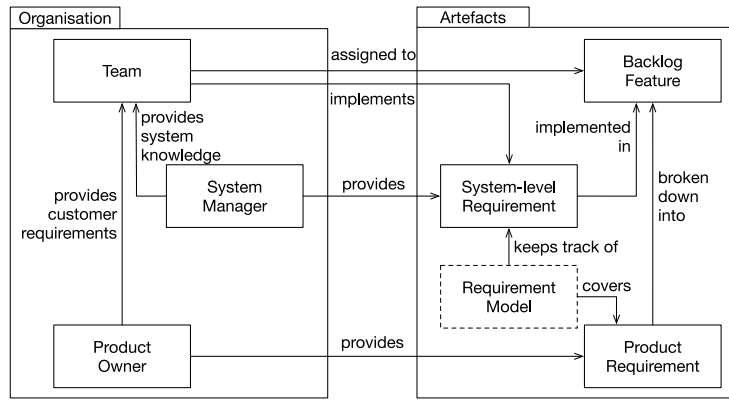 Organisation
Artefacts
Team
assigned to
Backlog
Feature
implements
provides
system
knowledge
implemented
in
System
Manager
provides
System-level
Requirement
broken
down
into
provides
customer
requirements
keeps track of
Requirement
Model
covers
Product
Owner
provides
Product
Requirement